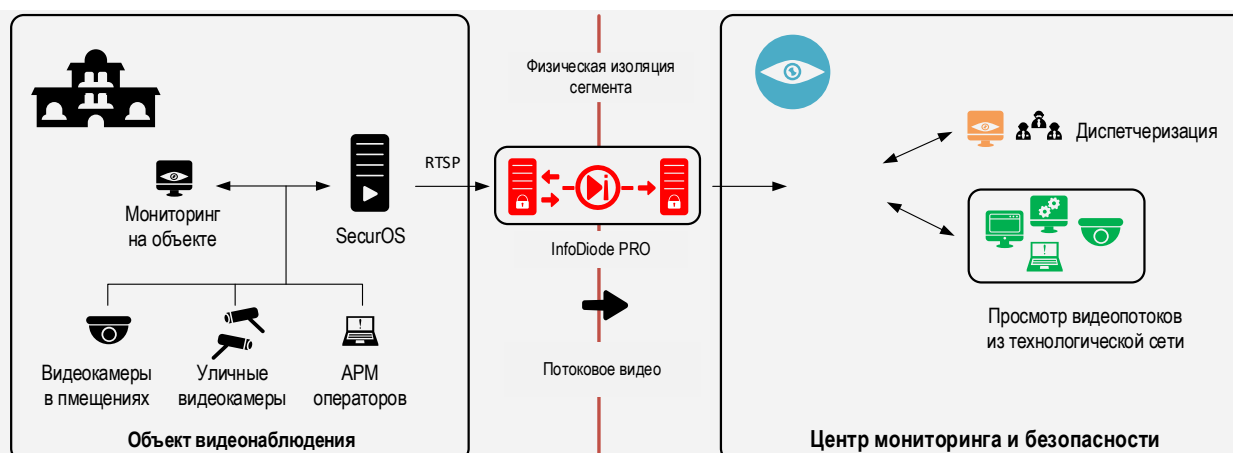 Физическая изоляция
сегмента
Диспетчеризация
RTSP
Мониторинг
на объекте
SecurOS
InfoDiode PRO
Просмотр видеопотоков
из технологической сети
Видеокамеры
в пмещениях
Уличные
видеокамеры
АРМ
операторов
Потоковое видео
Объект видеонаблюдения
Центр мониторинга и безопасности